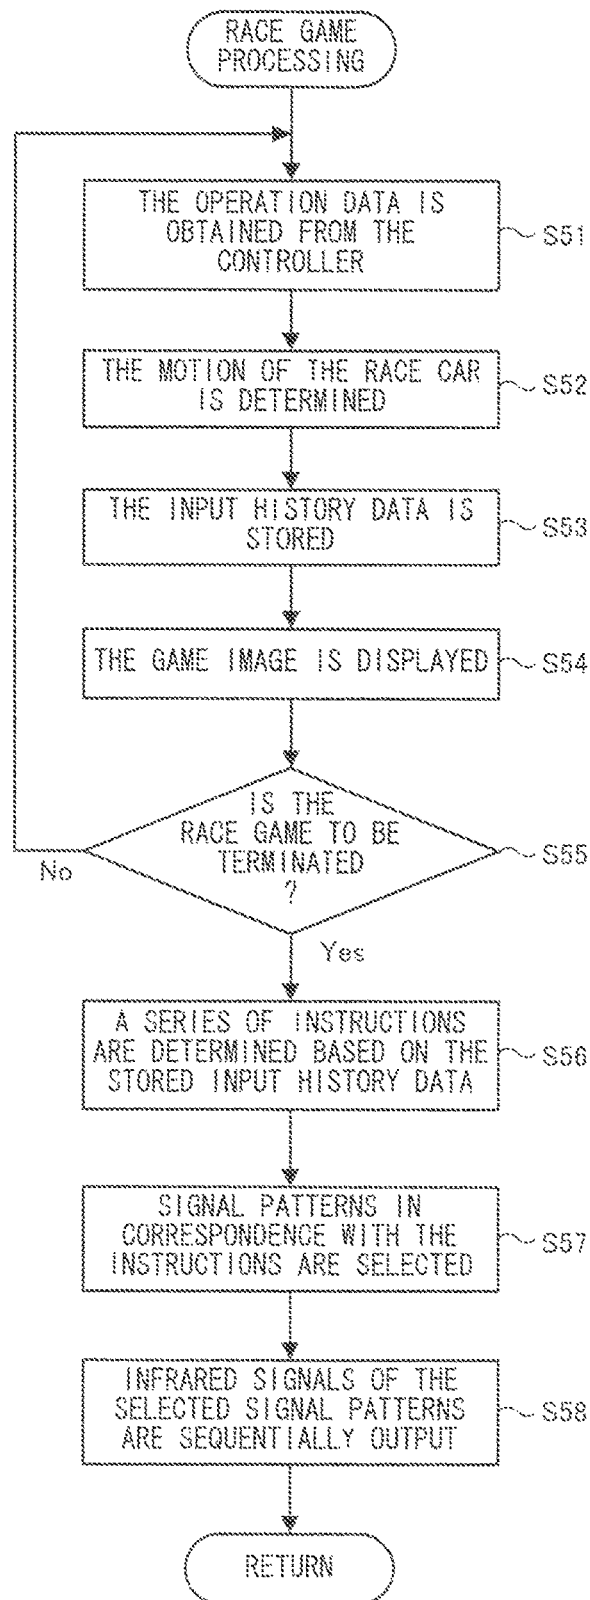 RACE GAME
PROCESSING
THE OPERATION DATA IS
OBTAINED FROM THE
CONTROLLER
S51
THE MOTION OF THE RACE CAR
IS DETERMINED
S52
THE INPUT HISTORY DATA IS
STORED
S53
THE GAME IMAGE IS DISPLAYED
S54
IS THE
RACE GAME TO BE
TERMINATED
?
S55
No
Yes
A SERIES OF INSTRUCTIONS
ARE DETERMINED BASED ON THE
STORED INPUT HISTORY DATA
S56
SIGNAL PATTERNS IN
CORRESPONDENCE WITH THE
INSTRUCTIONS ARE SELECTED
S57
INFRARED SIGNALS OF THE
SELECTED SIGNAL PATTERNS
ARE SEQUENTIALLY OUTPUT
S58
RETURN